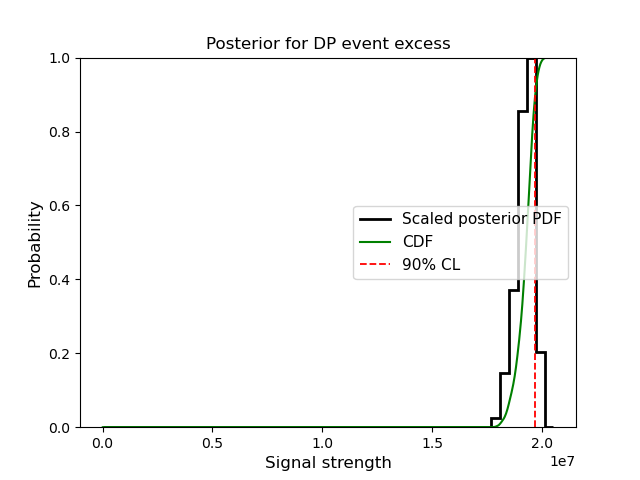 Posterior for DP event excess
1.0
0.8
0.6
0.4
0.2
0.0
Probability
Scaled posterior PDF
CDF
90% CL
0.0 0.5 1.0 1.5 2.0
1e7
Signal strength